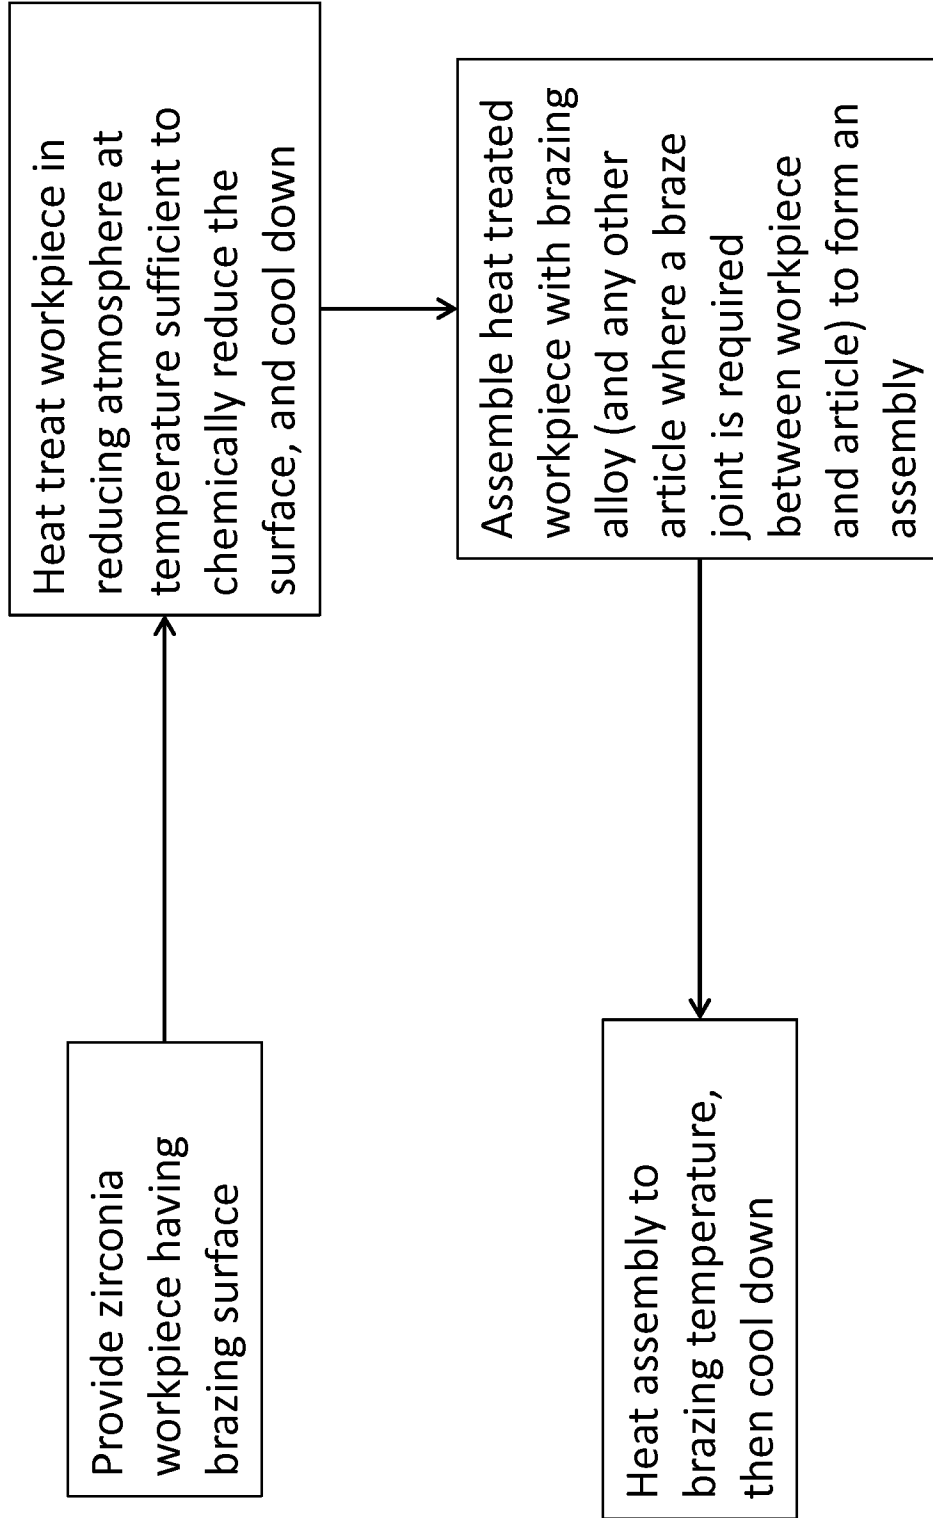 Provide zirconia
workpiece having
brazing surface
Heat treat workpiece in
reducing atmosphere at
temperature sufficient to
chemically reduce the
surface, and cool down
Assemble heat treated
workpiece with brazing
alloy (and any other
article where a braze
joint is required
between workpiece
and article) to form an
assembly
Heat assembly to
brazing temperature,
then cool down